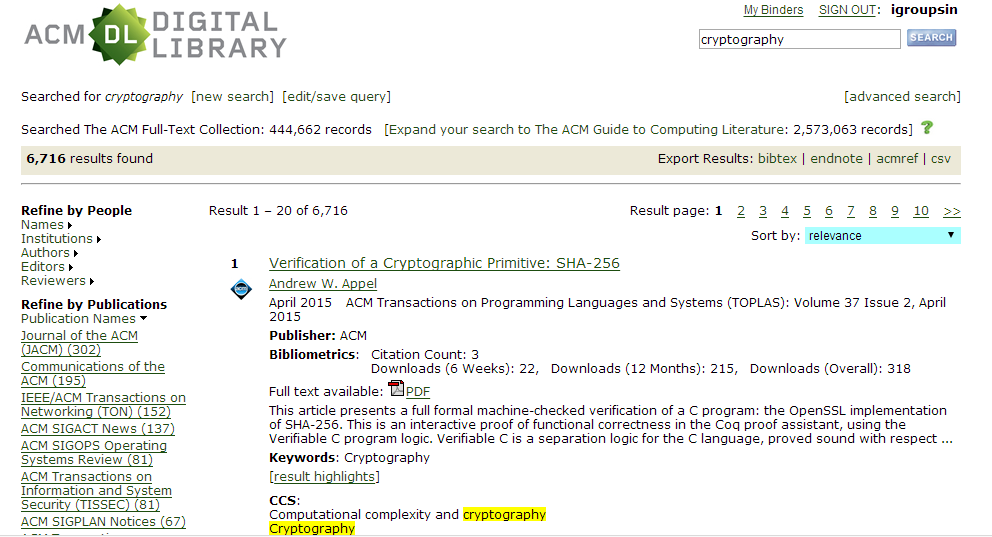 ACM DL DIGITAL LIBRARY
My Binders SIGN OUT: igroupsin
cryptography SEARCH
Searched for cryptography [new search] [edit/save query] [advanced search]
Searched The ACM Full-Text Collection: 444,662 records [Expand your search to The ACM Guide to Computing Literature: 2,573,063 records] ?
6,716 results found Export Results: bibtex | endnote | acmref | csv
Refine by People
Names
Institutions
Authors
Editors
Reviewers
Refine by Publications
Publication Names
Journal of the ACM
(JACM) (302)
Communications of the
ACM (195)
IEEE/ACM Transactions on
Networking (TON) (152)
ACM SIGACT News (137)
ACM SIGOPS Operating
Systems Review (81)
ACM Transactions on
Information and System
Security (TISSEC) (81)
ACM SIGPLAN Notices (67)
Result 1 – 20 of 6,716 Result page: 1 2 3 4 5 6 7 8 9 10 >>
Sort by: relevance
1 Verification of a Cryptographic Primitive: SHA-256
Andrew W. Appel
April 2015 ACM Transactions on Programming Languages and Systems (TOPLAS): Volume 37 Issue 2, April
2015
Publisher: ACM
Bibliometrics: Citation Count: 3
Downloads (6 Weeks): 22, Downloads (12 Months): 215, Downloads (Overall): 318
Full text available: PDF
This article presents a full formal machine-checked verification of a C program: the OpenSSL implementation
of SHA-256. This is an interactive proof of functional correctness in the Coq proof assistant, using the
Verifiable C program logic. Verifiable C is a separation logic for the C language, proved sound with respect ...
Keywords: Cryptography
[result highlights]
CCS:
Computational complexity and cryptography
Cryptography